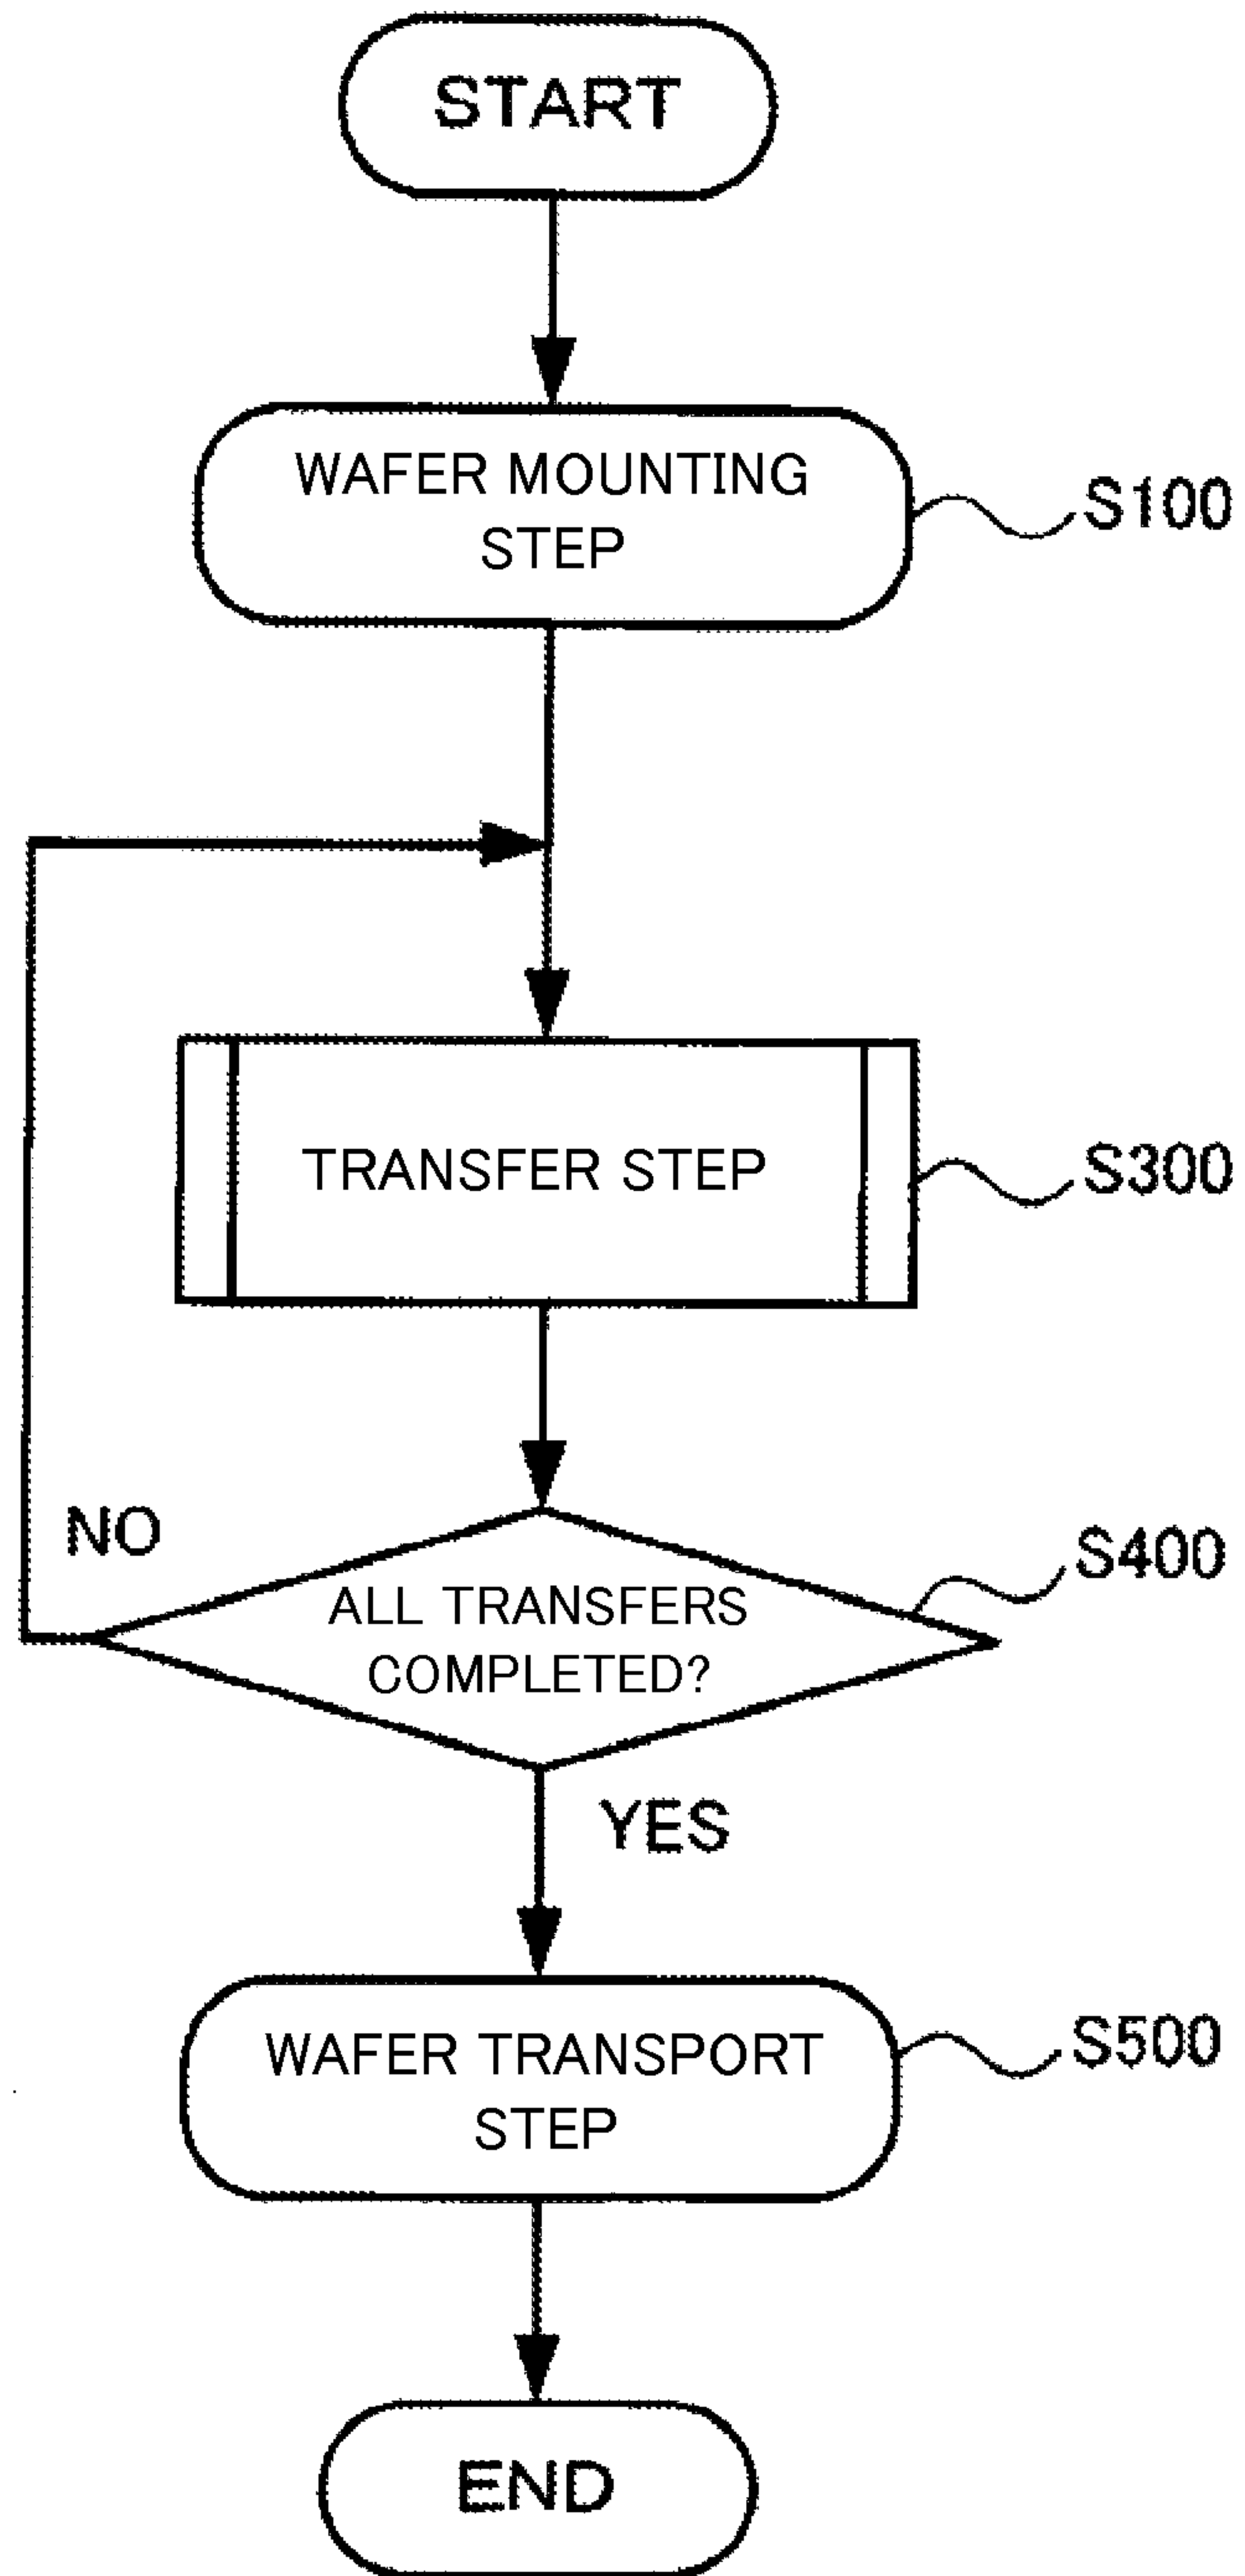 START
WAFER MOUNTING
STEP
S100
TRANSFER STEP
S300
NO
ALL TRANSFERS
COMPLETED?
S400
YES
WAFER TRANSPORT
STEP
S500
END